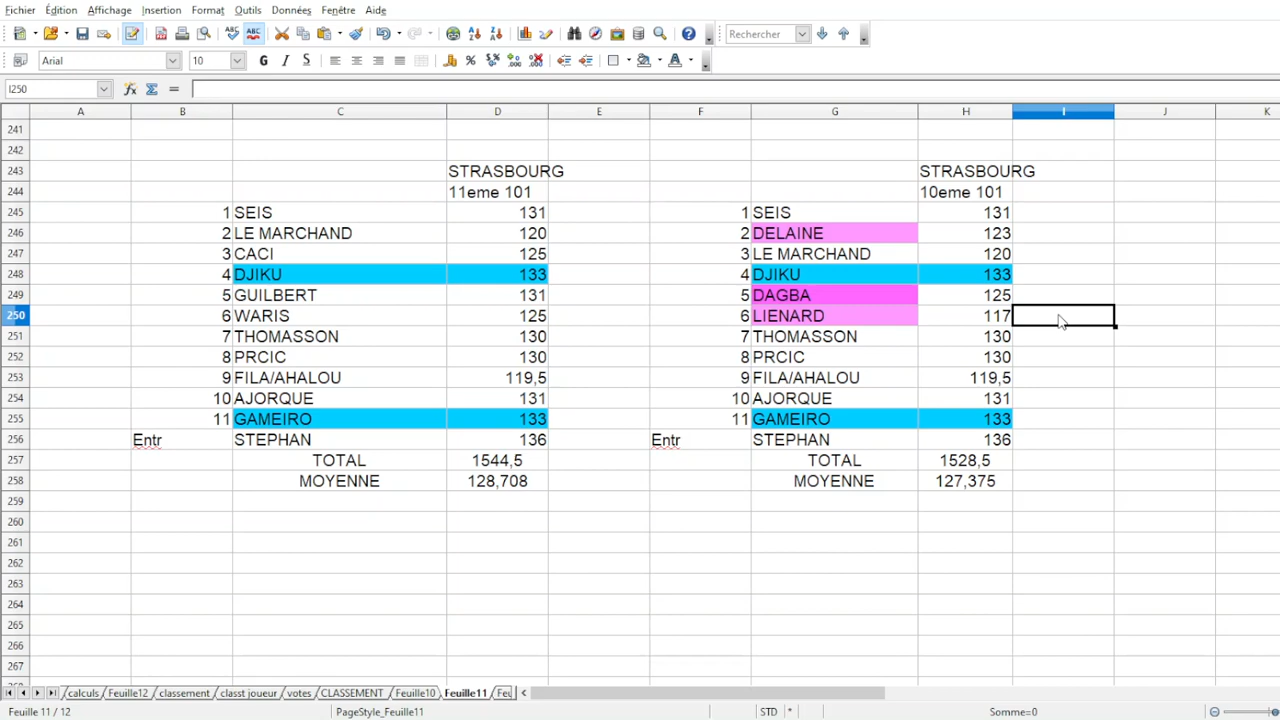 Fichier Édition Affichage Insertion Format Outils Données Fenêtre Aide
Rechercher
Arial 10
I250
A B C D E F G H I J K
241
242
243 STRASBOURG STRASBOURG
244 11eme 101 10eme 101
245 1 SEIS 131 1 SEIS 131
246 2 LE MARCHAND 120 2 DELAINE 123
247 3 CACI 125 3 LE MARCHAND 120
248 4 DJIKU 133 4 DJIKU 133
249 5 GUILBERT 131 5 DAGBA 125
250 6 WARIS 125 6 LIENARD 117
251 7 THOMASSON 130 7 THOMASSON 130
252 8 PRCIC 130 8 PRCIC 130
253 9 FILA/AHALOU 119,5 9 FILA/AHALOU 119,5
254 10 AJORQUE 131 10 AJORQUE 131
255 11 GAMEIRO 133 11 GAMEIRO 133
256 Entr STEPHAN 136 Entr STEPHAN 136
257 TOTAL 1544,5 TOTAL 1528,5
258 MOYENNE 128,708 MOYENNE 127,375
259
260
261
262
263
264
265
266
267
calculs Feuille12 classement classt joueur votes CLASSEMENT Feuille10 Feuille11 Feu
Feuille 11 / 12 PageStyle_Feuille11 STD * Somme=0